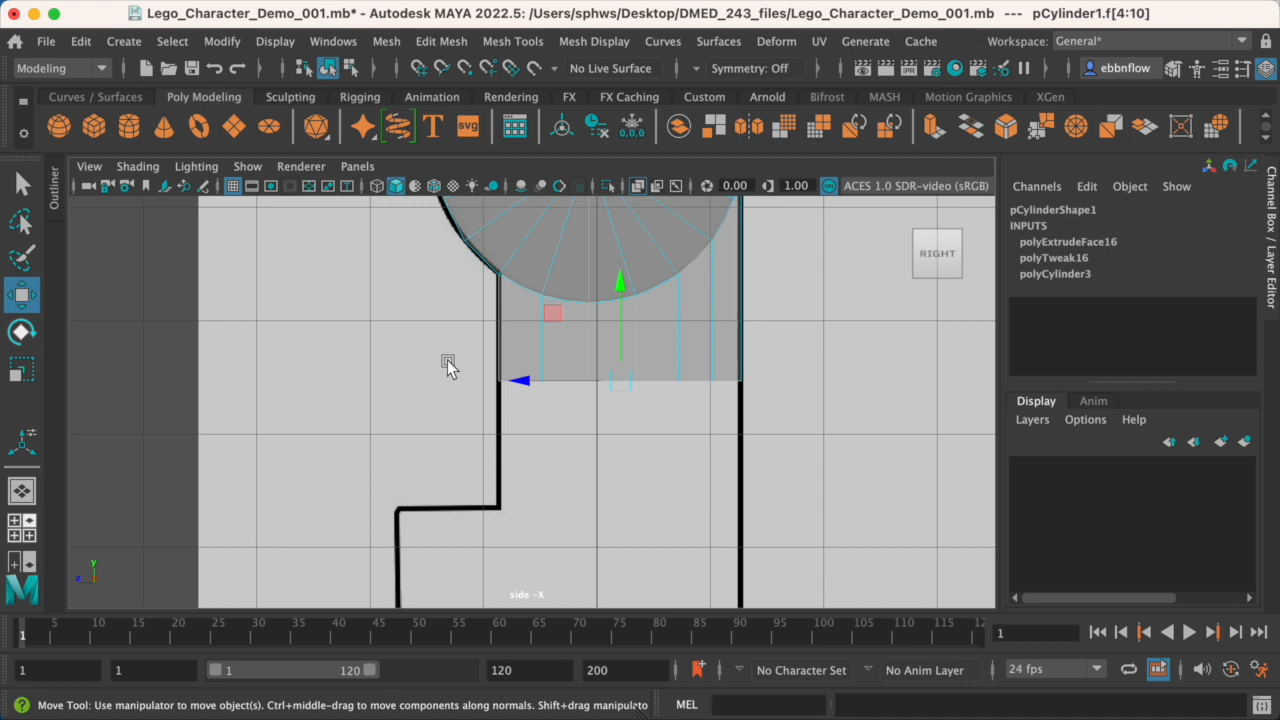 Lego_Character_Demo_001.mb* - Autodesk MAYA 2022.5: /Users/sphws/Desktop/DMED_243_files/Lego_Character_Demo_001.mb --- pCylinder1.f[4:10]
File Edit Create Select Modify Display Windows Mesh Edit Mesh Mesh Tools Mesh Display Curves Surfaces Deform UV Generate Cache Workspace: General*
Modeling No Live Surface Symmetry: Off ebbnflow
Curves / Surfaces Poly Modeling Sculpting Rigging Animation Rendering FX FX Caching Custom Arnold Bifrost MASH Motion Graphics XGen
T svg 0,0,0
View Shading Lighting Show Renderer Panels
0.00 1.00 ACES 1.0 SDR-video (sRGB)
Outliner
RIGHT
y
z
side -X
Channels Edit Object Show
pCylinderShape1
INPUTS
polyExtrudeFace16
polyTweak16
polyCylinder3
Channel Box / Layer Editor
Display Anim
Layers Options Help
1 5 10 15 20 25 30 35 40 45 50 55 60 65 70 75 80 85 90 95 100 105 110 115 12
1
1 1 1 120 120 200 No Character Set No Anim Layer 24 fps
Move Tool: Use manipulator to move object(s). Ctrl+middle-drag to move components along normals. Shift+drag manipulato MEL